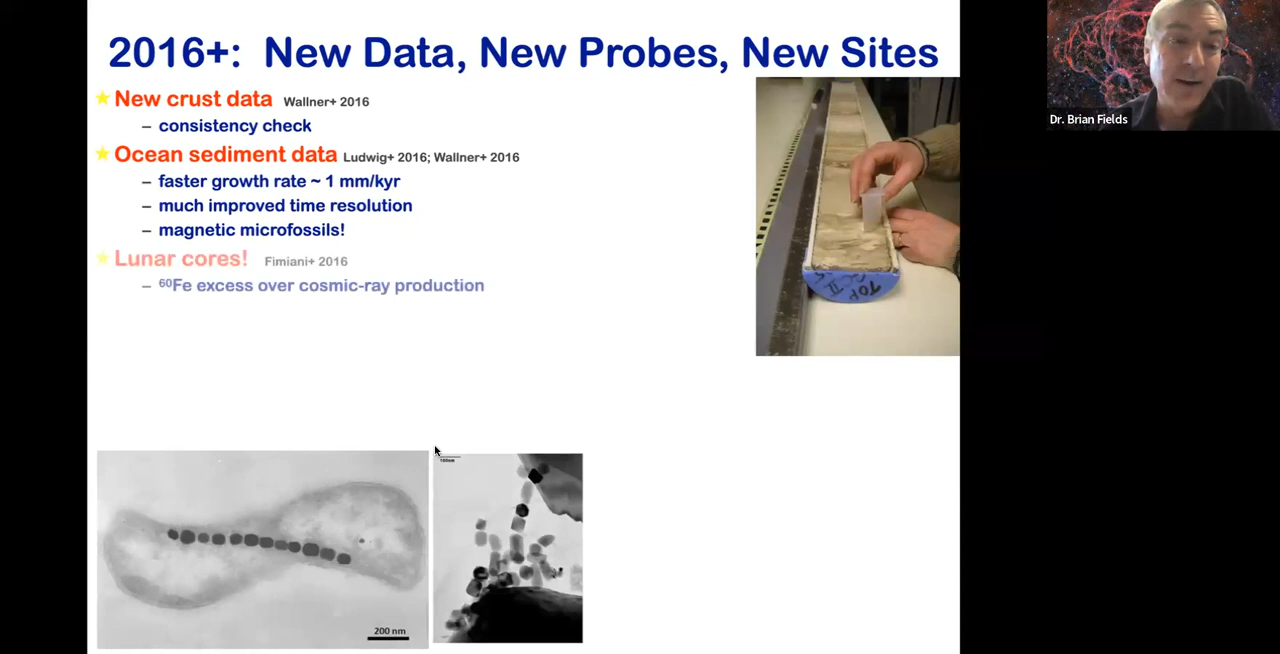 2016+: New Data, New Probes, New Sites
New crust data Wallner+ 2016
– consistency check
Ocean sediment data Ludwig+ 2016; Wallner+ 2016
– faster growth rate ~ 1 mm/kyr
– much improved time resolution
– magnetic microfossils!
Lunar cores! Fimiani+ 2016
– ⁶⁰Fe excess over cosmic-ray production
Dr. Brian Fields
TOP
200 nm
100nm